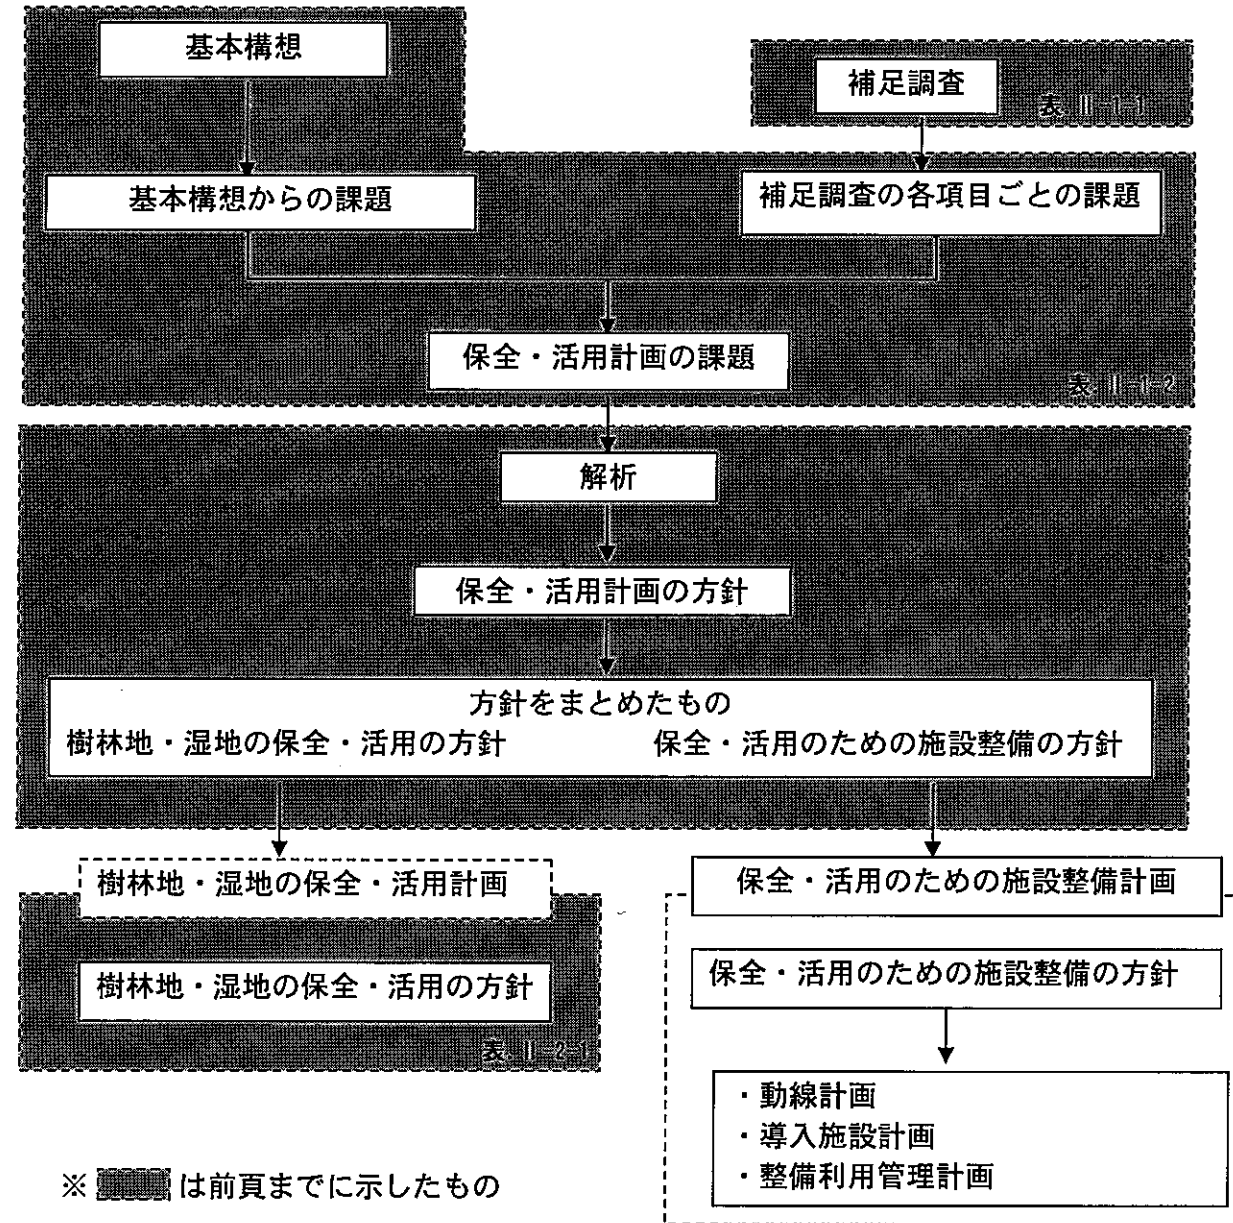 基本構想
補足調査
表.Ⅱ-1-1
基本構想からの課題
補足調査の各項目ごとの課題
保全・活用計画の課題
表.Ⅱ-1-2
解析
保全・活用計画の方針
方針をまとめたもの
樹林地・湿地の保全・活用の方針 保全・活用のための施設整備の方針
樹林地・湿地の保全・活用計画
樹林地・湿地の保全・活用の方針
表.Ⅱ-2-1
保全・活用のための施設整備計画
保全・活用のための施設整備の方針
・動線計画
・導入施設計画
・整備利用管理計画
※ は前頁までに示したもの